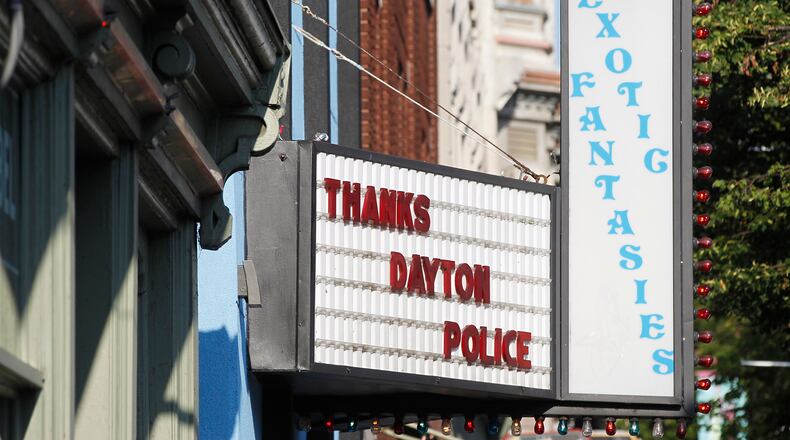 THANKS
DAYTON
POLICE
EXOTIC
FANTASIES